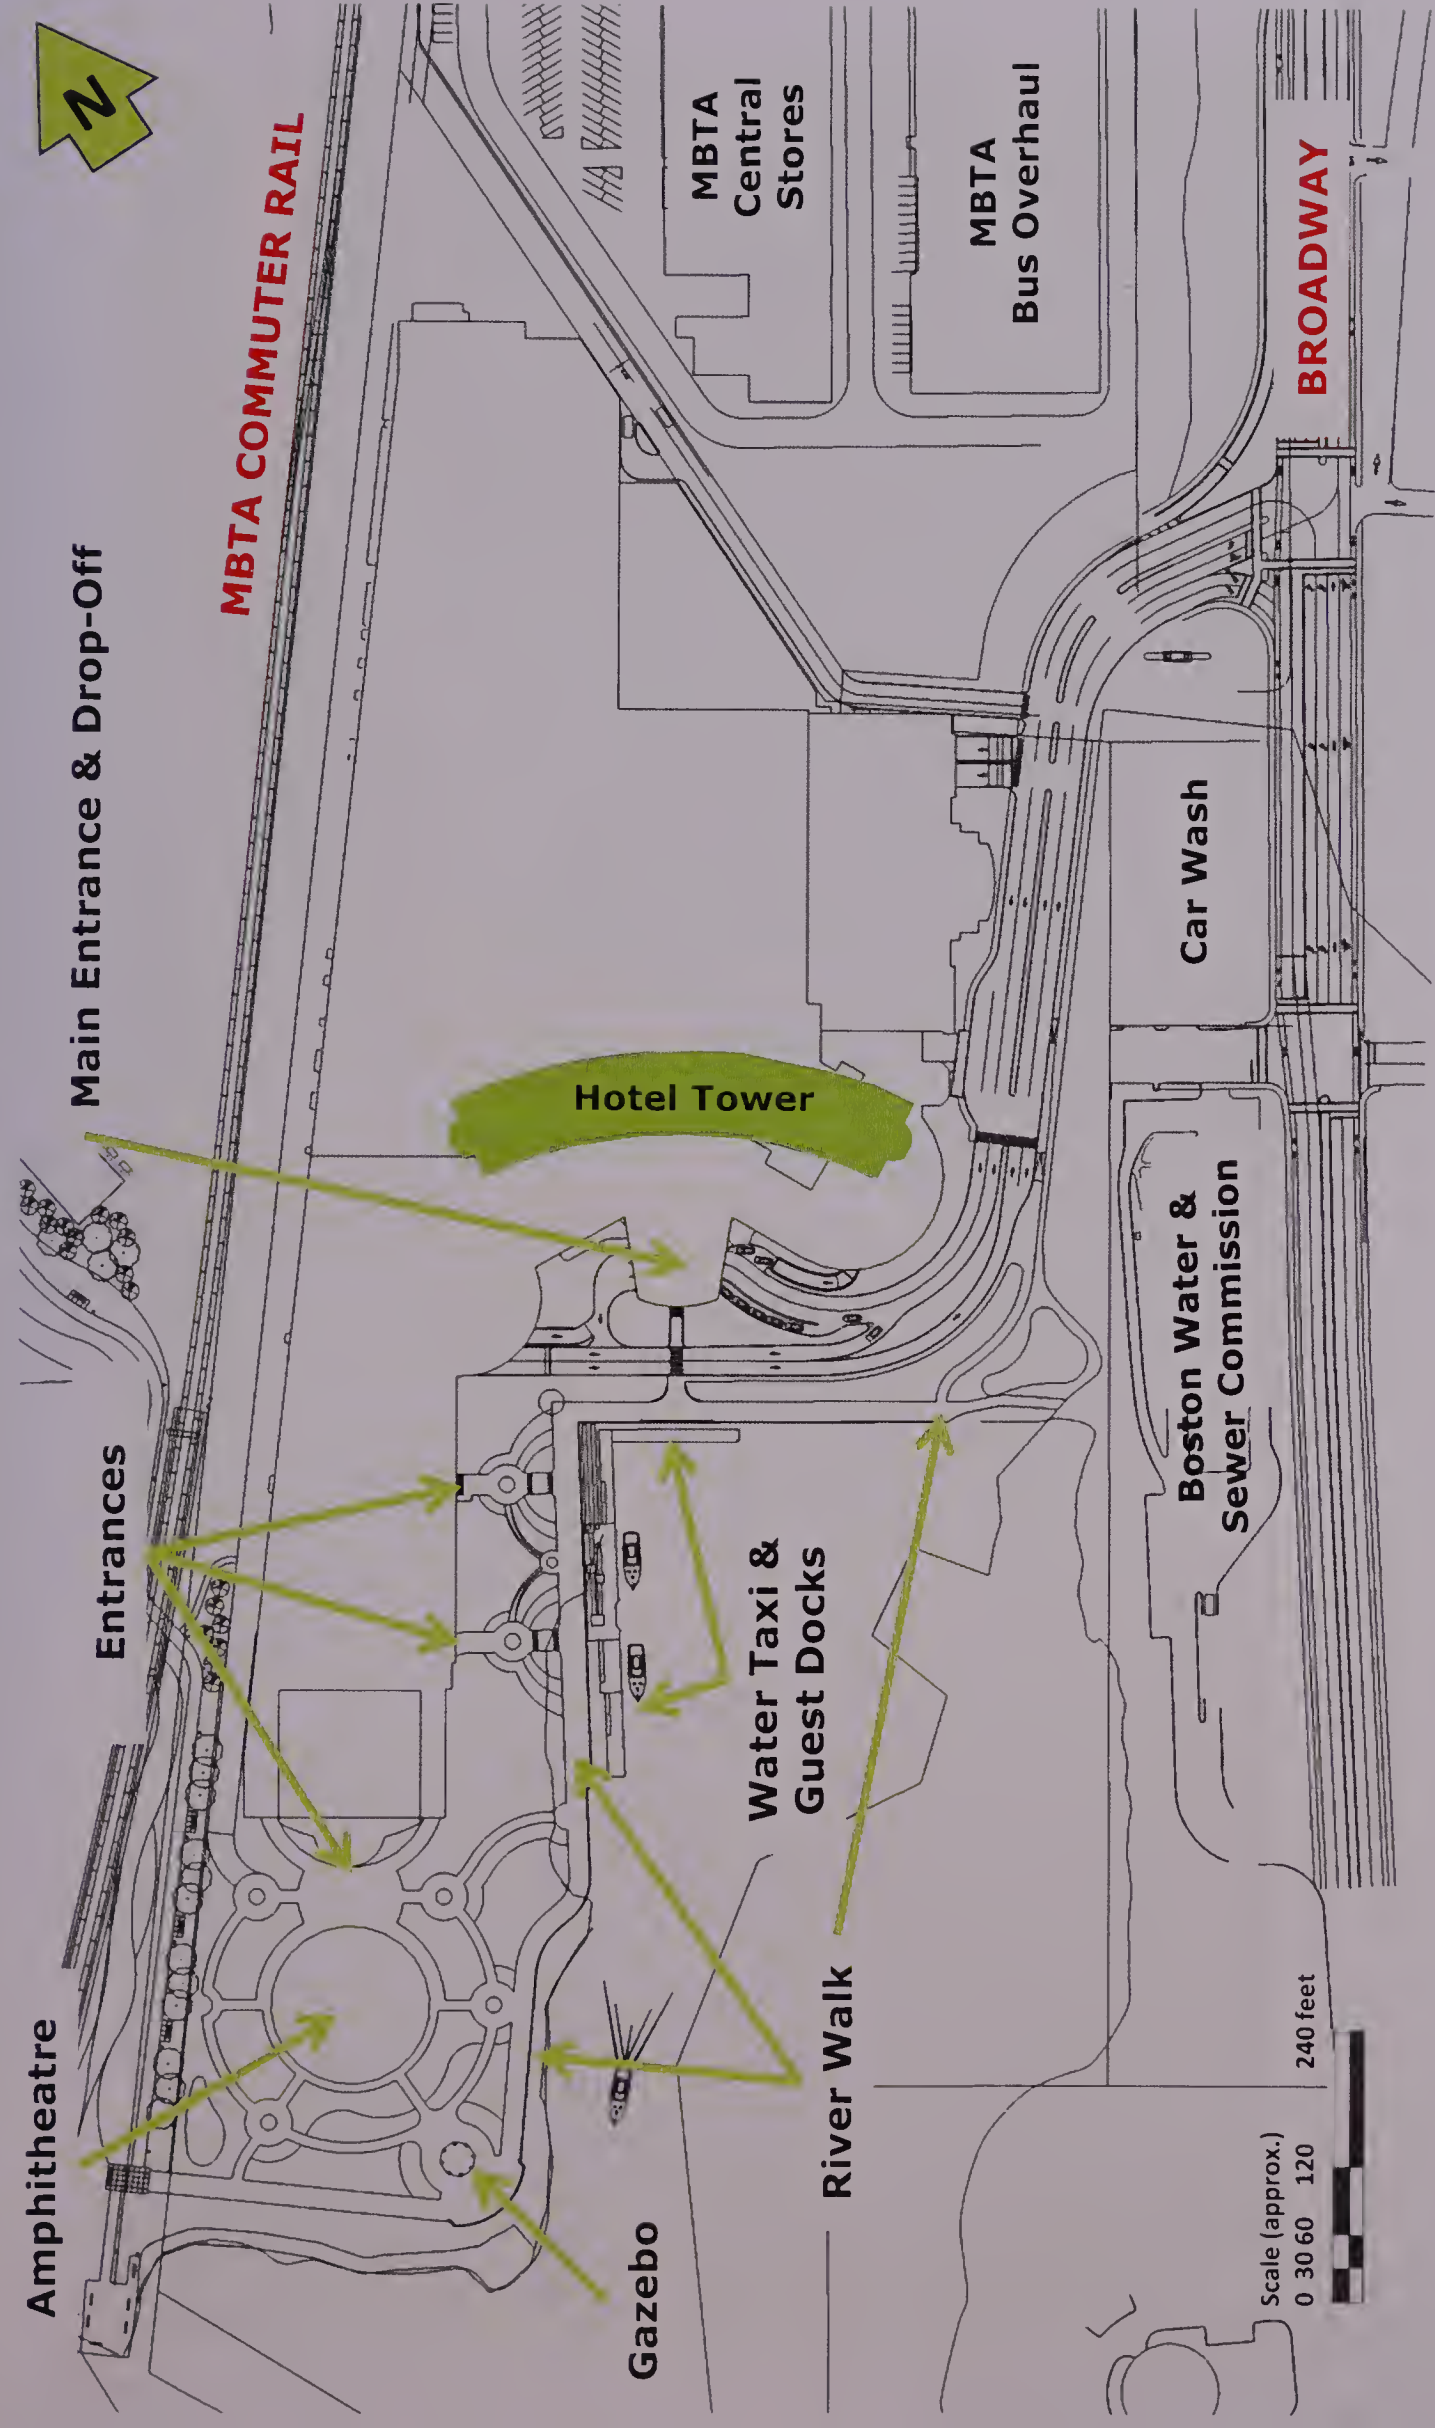 Amphitheatre
Entrances
Main Entrance & Drop-Off
N
MBTA COMMUTER RAIL
Hotel Tower
MBTA
Central
Stores
MBTA
Bus Overhaul
BROADWAY
Car Wash
Boston Water &
Sewer Commission
Water Taxi &
Guest Docks
River Walk
Gazebo
Scale (approx.)
0 30 60 120 240 feet